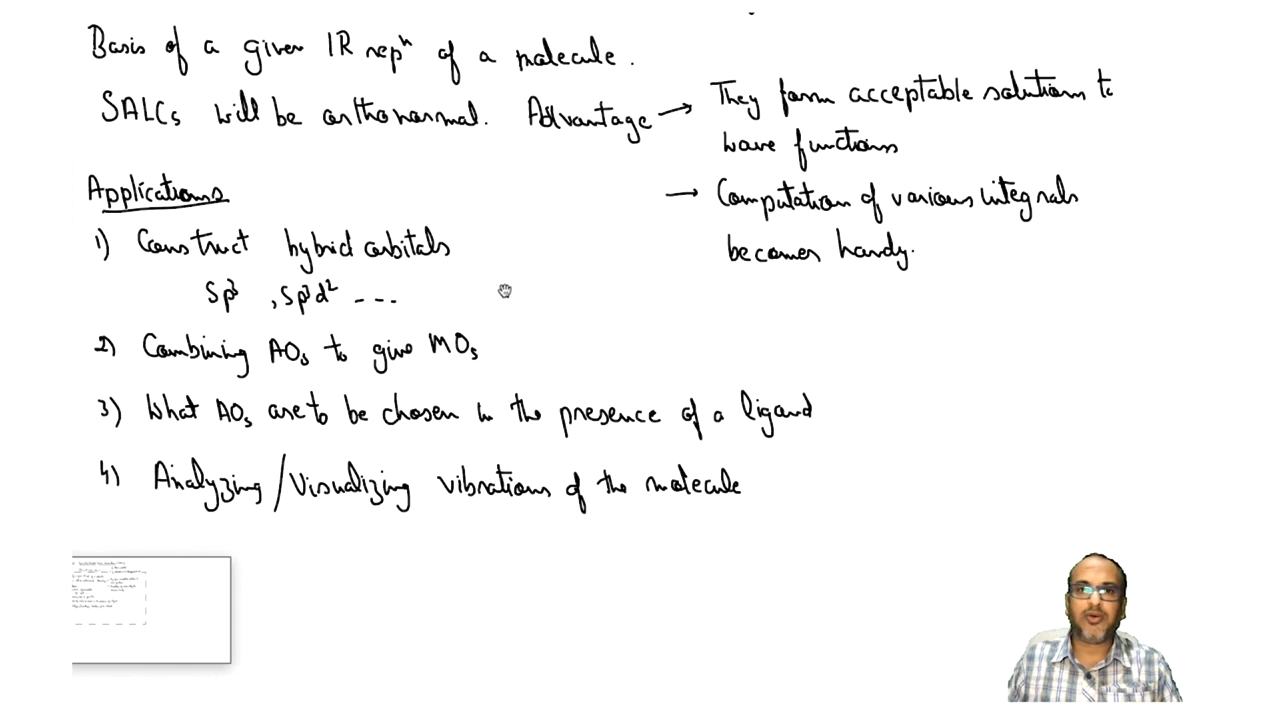 Basis of a given IR repⁿ of a molecule.
SALCs will be orthonormal. Advantage → They form acceptable solutions to
wave functions
→ Computation of various integrals
becomes handy.
Applications
1) Construct hybrid orbitals
sp³, sp³d² ---
2) Combining AOs to give MOs
3) What AOs are to be chosen in the presence of a ligand
4) Analyzing/Visualizing vibrations of the molecule